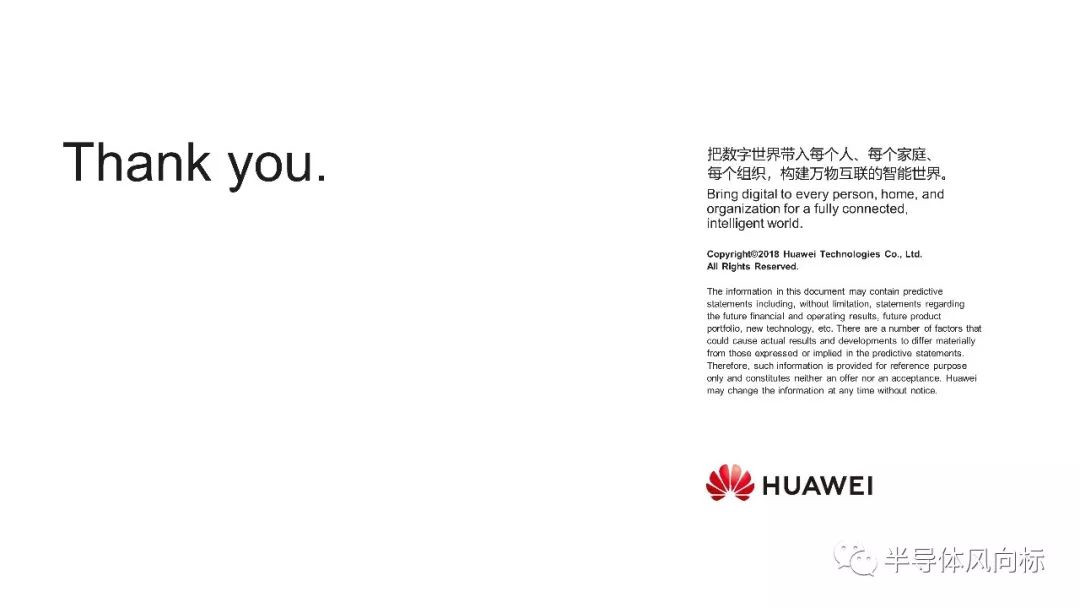 Thank you.
把数字世界带入每个人、每个家庭、
每个组织，构建万物互联的智能世界。
Bring digital to every person, home, and
organization for a fully connected,
intelligent world.
Copyright©2018 Huawei Technologies Co., Ltd.
All Rights Reserved.
The information in this document may contain predictive
statements including, without limitation, statements regarding
the future financial and operating results, future product
portfolio, new technology, etc. There are a number of factors that
could cause actual results and developments to differ materially
from those expressed or implied in the predictive statements.
Therefore, such information is provided for reference purpose
only and constitutes neither an offer nor an acceptance. Huawei
may change the information at any time without notice.
HUAWEI
半导体风向标